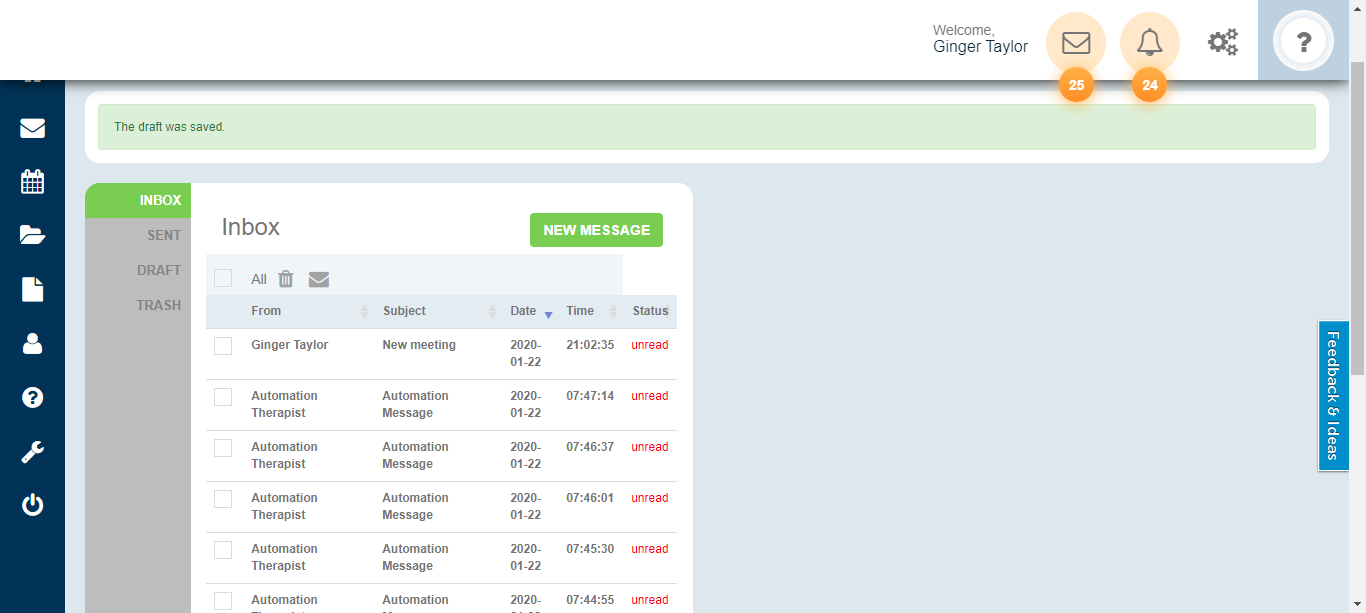 Welcome,
Ginger Taylor
?
25
24
The draft was saved.
INBOX
SENT
DRAFT
TRASH
Inbox
NEW MESSAGE
All
From Subject Date Time Status
Ginger Taylor New meeting 2020- 21:02:35 unread
01-22
Automation Automation 2020- 07:47:14 unread
Therapist Message 01-22
Automation Automation 2020- 07:46:37 unread
Therapist Message 01-22
Automation Automation 2020- 07:46:01 unread
Therapist Message 01-22
Automation Automation 2020- 07:45:30 unread
Therapist Message 01-22
Automation Automation 2020- 07:44:55 unread
?
Feedback & Ideas